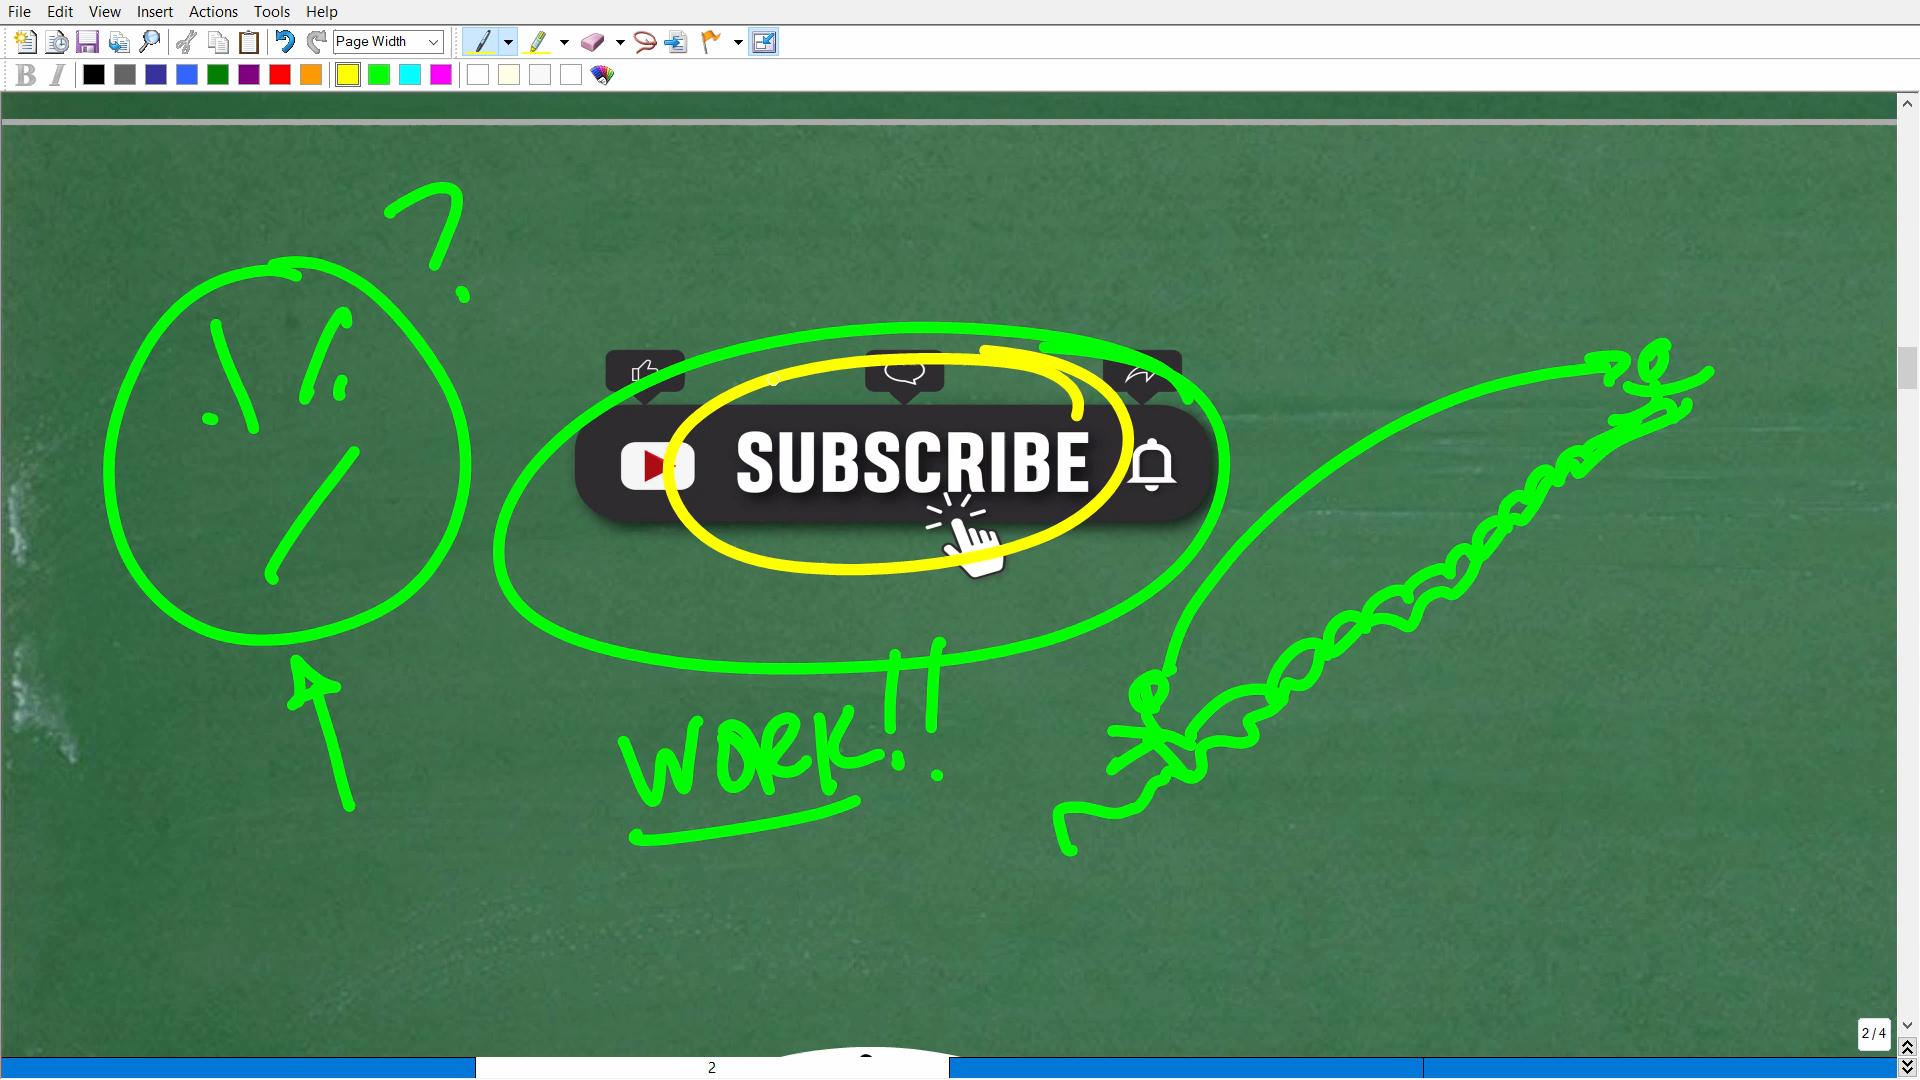 File Edit View Insert Actions Tools Help
Page Width
B I
?
SUBSCRIBE
WORK!!
2 / 4
2